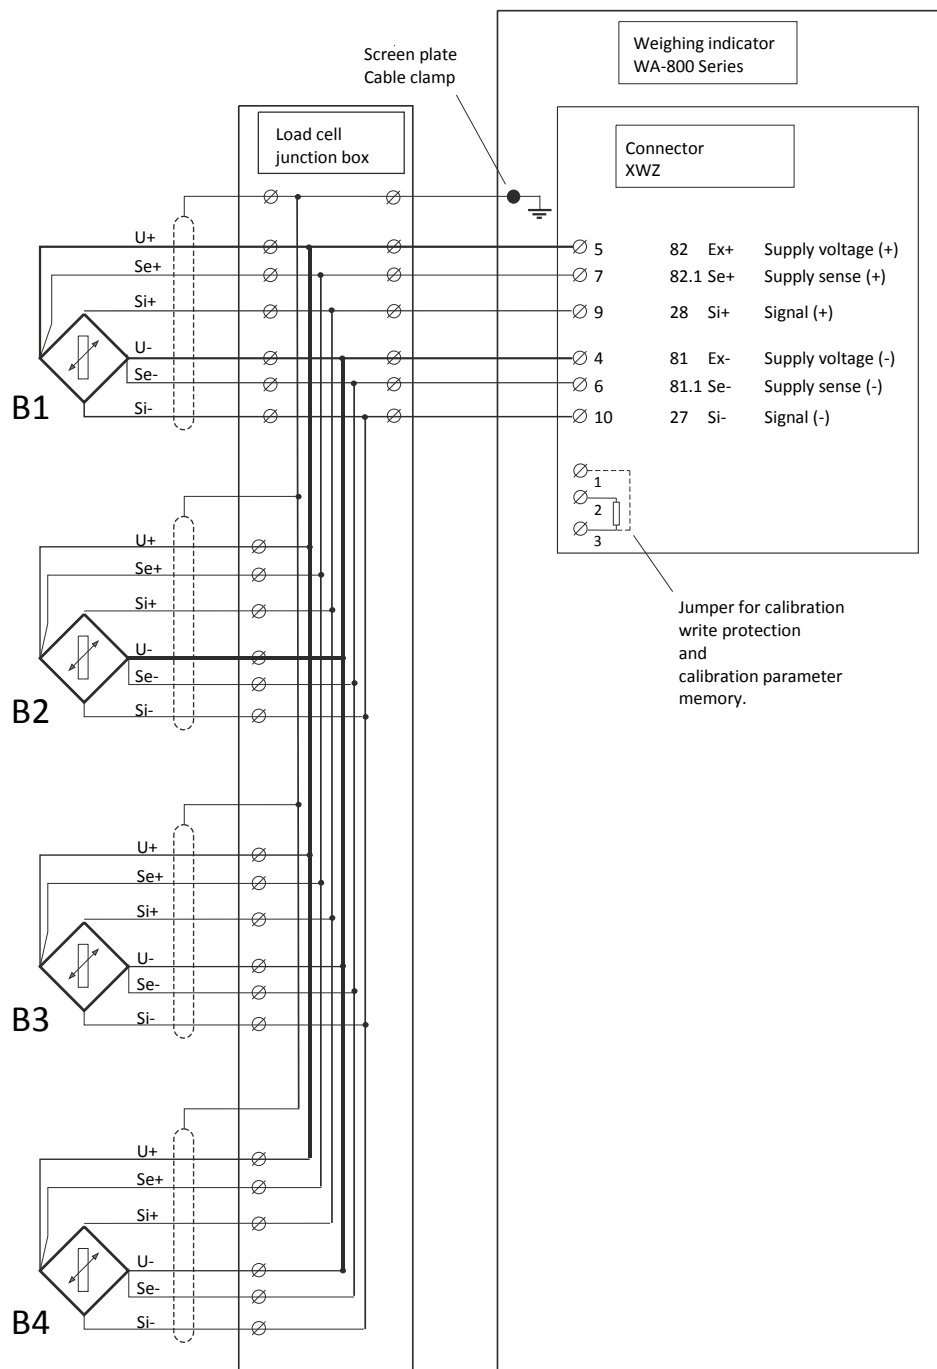 Weighing indicator
WA-800 Series
Screen plate
Cable clamp
Load cell
junction box
Connector
XWZ
U+
Se+
Si+
U-
Se-
Si-
B1
5 82 Ex+ Supply voltage (+)
7 82.1 Se+ Supply sense (+)
9 28 Si+ Signal (+)
4 81 Ex- Supply voltage (-)
6 81.1 Se- Supply sense (-)
10 27 Si- Signal (-)
1
2
3
Jumper for calibration
write protection
and
calibration parameter
memory.
U+
Se+
Si+
U-
Se-
Si-
B2
U+
Se+
Si+
U-
Se-
Si-
B3
U+
Se+
Si+
U-
Se-
Si-
B4